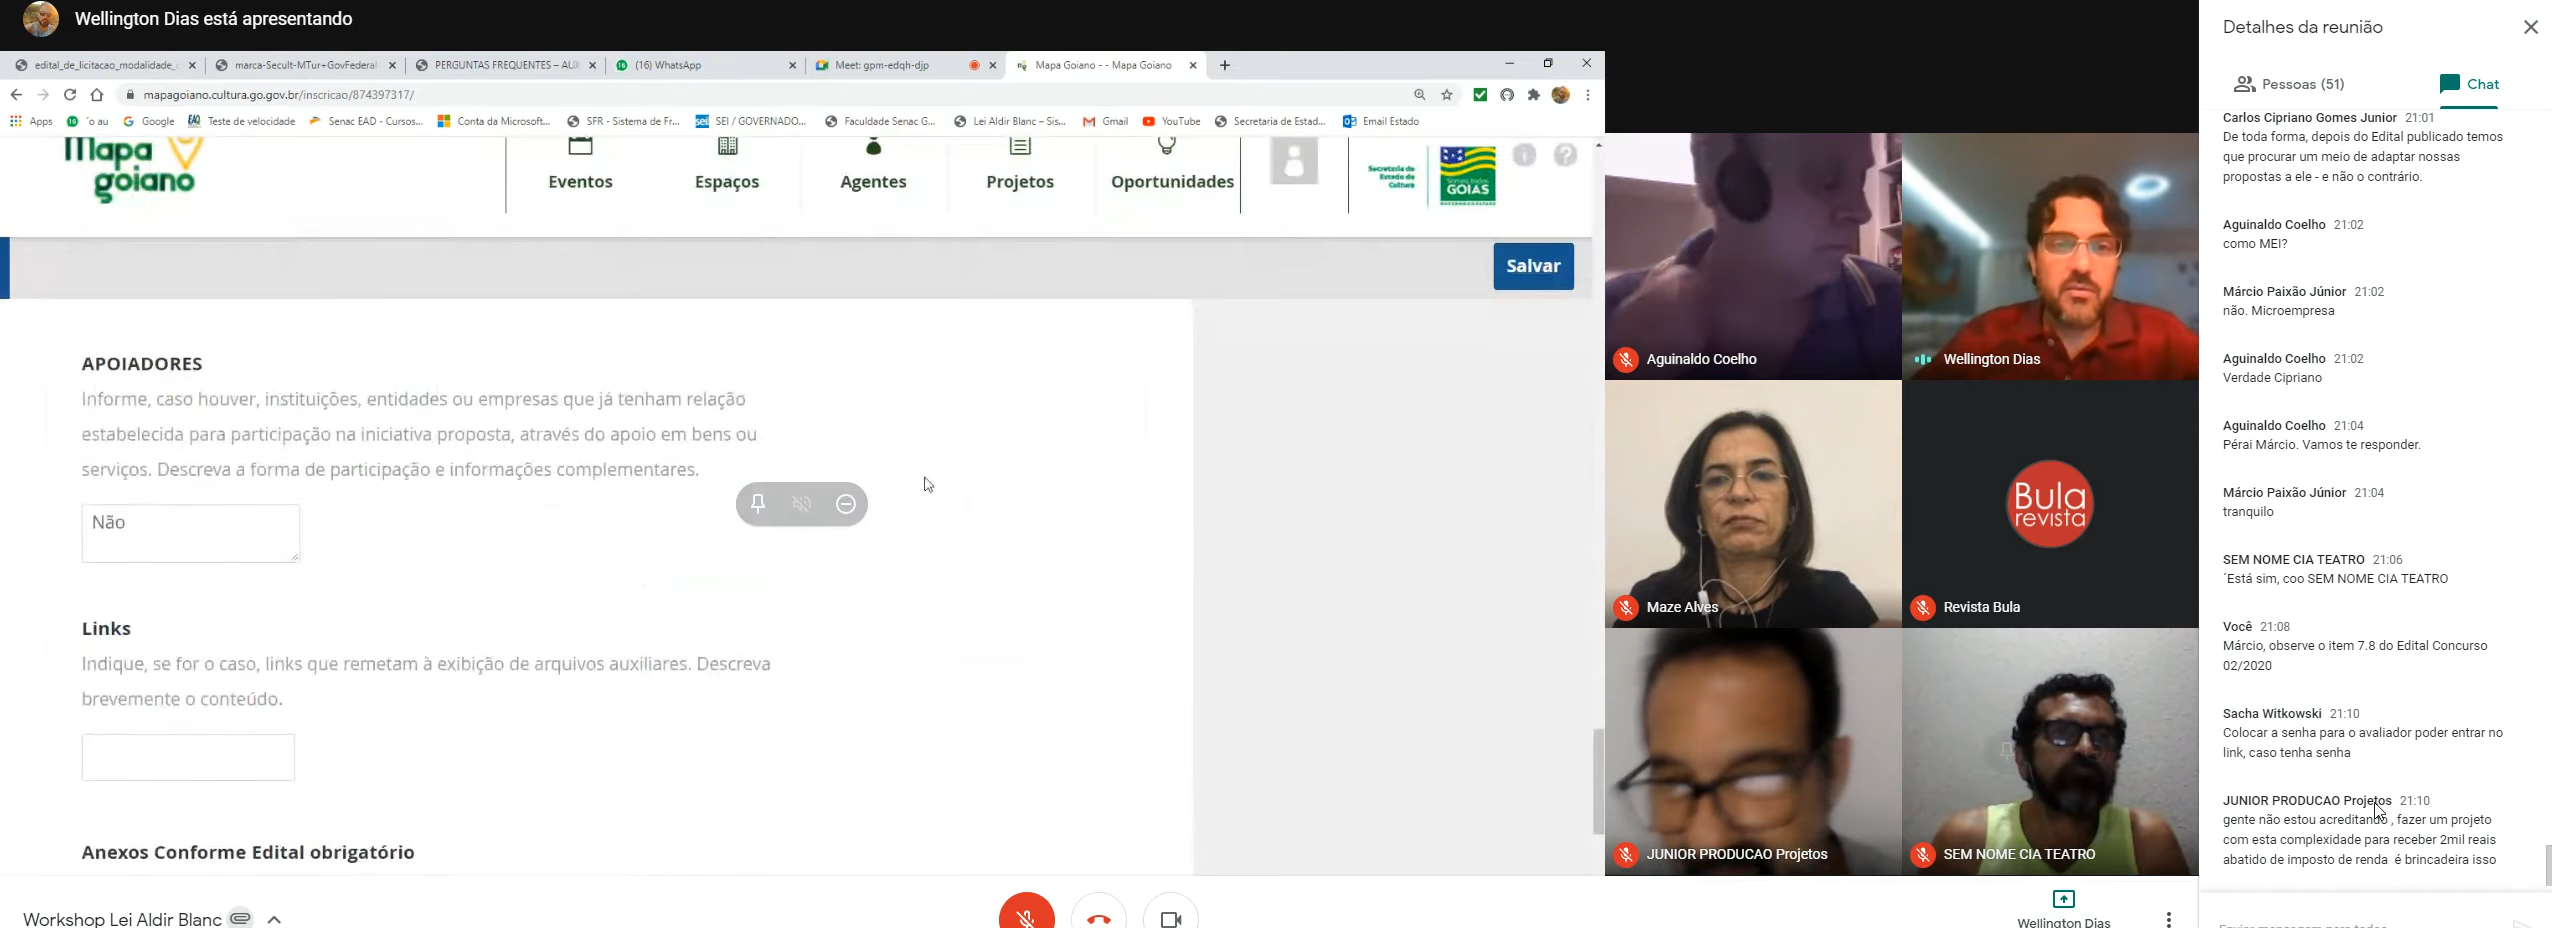 Wellington Dias está apresentando
edital_de_licitacao_modalidade_c
marca-Secult-MTur+GovFederal
PERGUNTAS FREQUENTES – AUX
(16) WhatsApp
Meet: gpm-edqh-djp
Mapa Goiano - - Mapa Goiano
mapagoiano.cultura.go.gov.br/inscricao/874397317/
Apps
´o au
Google
Teste de velocidade
Senac EAD - Cursos...
Conta da Microsoft...
SFR - Sistema de Fr...
SEI / GOVERNADO...
Faculdade Senac G...
Lei Aldir Blanc – Sis...
Gmail
YouTube
Secretaria de Estad...
Email Estado
Mapa
goiano
Eventos
Espaços
Agentes
Projetos
Oportunidades
Secretaria de
Estado de
Cultura
GOIÁS
Salvar
APOIADORES
Informe, caso houver, instituições, entidades ou empresas que já tenham relação
estabelecida para participação na iniciativa proposta, através do apoio em bens ou
serviços. Descreva a forma de participação e informações complementares.
Não
Links
Indique, se for o caso, links que remetam à exibição de arquivos auxiliares. Descreva
brevemente o conteúdo.
Anexos Conforme Edital obrigatório
Aguinaldo Coelho
Wellington Dias
Maze Alves
Bula
revista
Revista Bula
JUNIOR PRODUCAO Projetos
SEM NOME CIA TEATRO
Workshop Lei Aldir Blanc
Wellington Dias
Detalhes da reunião
Pessoas (51)
Chat
Carlos Cipriano Gomes Junior 21:01
De toda forma, depois do Edital publicado temos
que procurar um meio de adaptar nossas
propostas a ele - e não o contrário.
Aguinaldo Coelho 21:02
como MEI?
Márcio Paixão Júnior 21:02
não. Microempresa
Aguinaldo Coelho 21:02
Verdade Cipriano
Aguinaldo Coelho 21:04
Pérai Márcio. Vamos te responder.
Márcio Paixão Júnior 21:04
tranquilo
SEM NOME CIA TEATRO 21:06
´Está sim, coo SEM NOME CIA TEATRO
Você 21:08
Márcio, observe o item 7.8 do Edital Concurso
02/2020
Sacha Witkowski 21:10
Colocar a senha para o avaliador poder entrar no
link, caso tenha senha
JUNIOR PRODUCAO Projetos 21:10
gente não estou acreditando , fazer um projeto
com esta complexidade para receber 2mil reais
abatido de imposto de renda é brincadeira isso